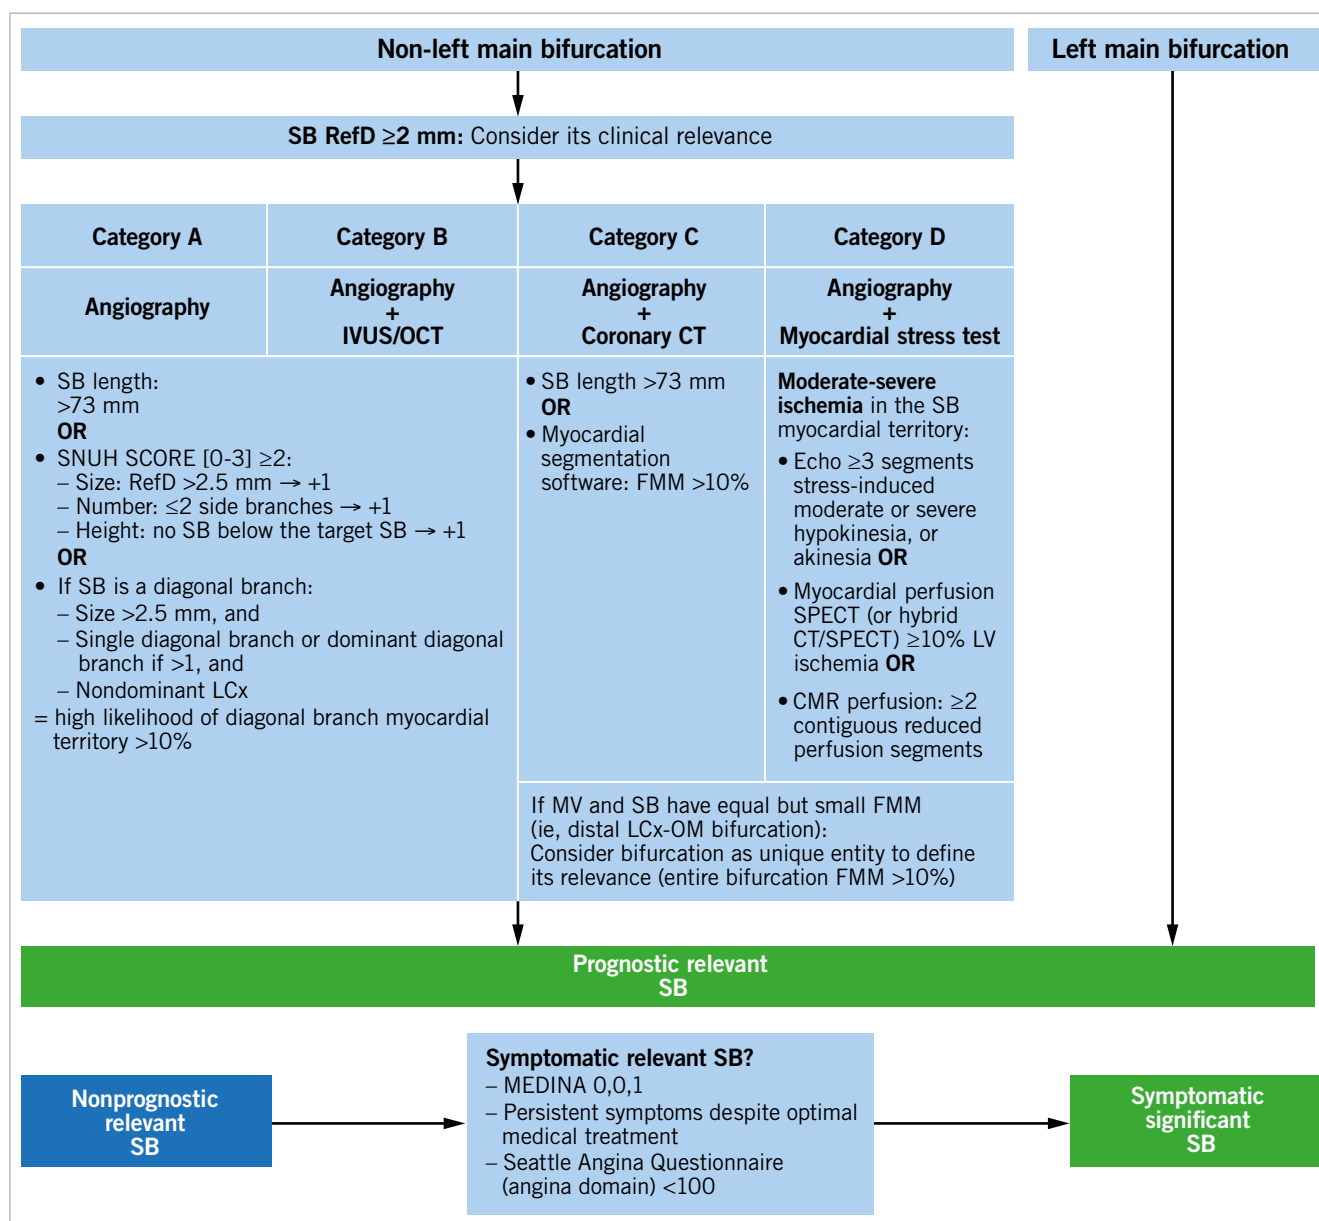 Non-left main bifurcation
Left main bifurcation
SB RefD ≥2 mm: Consider its clinical relevance
Category A
Category B
Category C
Category D
Angiography
Angiography
+
IVUS/OCT
Angiography
+
Coronary CT
Angiography
+
Myocardial stress test
• SB length:
>73 mm
OR
• SNUH SCORE [0-3] ≥2:
– Size: RefD >2.5 mm → +1
– Number: ≤2 side branches → +1
– Height: no SB below the target SB → +1
OR
• If SB is a diagonal branch:
– Size >2.5 mm, and
– Single diagonal branch or dominant diagonal
branch if >1, and
– Nondominant LCx
= high likelihood of diagonal branch myocardial
territory >10%
• SB length >73 mm
OR
• Myocardial
segmentation
software: FMM >10%
Moderate-severe
ischemia in the SB
myocardial territory:
• Echo ≥3 segments
stress-induced
moderate or severe
hypokinesia, or
akinesia OR
• Myocardial perfusion
SPECT (or hybrid
CT/SPECT) ≥10% LV
ischemia OR
• CMR perfusion: ≥2
contiguous reduced
perfusion segments
If MV and SB have equal but small FMM
(ie, distal LCx-OM bifurcation):
Consider bifurcation as unique entity to define
its relevance (entire bifurcation FMM >10%)
Prognostic relevant
SB
Nonprognostic
relevant
SB
Symptomatic relevant SB?
– MEDINA 0,0,1
– Persistent symptoms despite optimal
medical treatment
– Seattle Angina Questionnaire
(angina domain) <100
Symptomatic
significant
SB